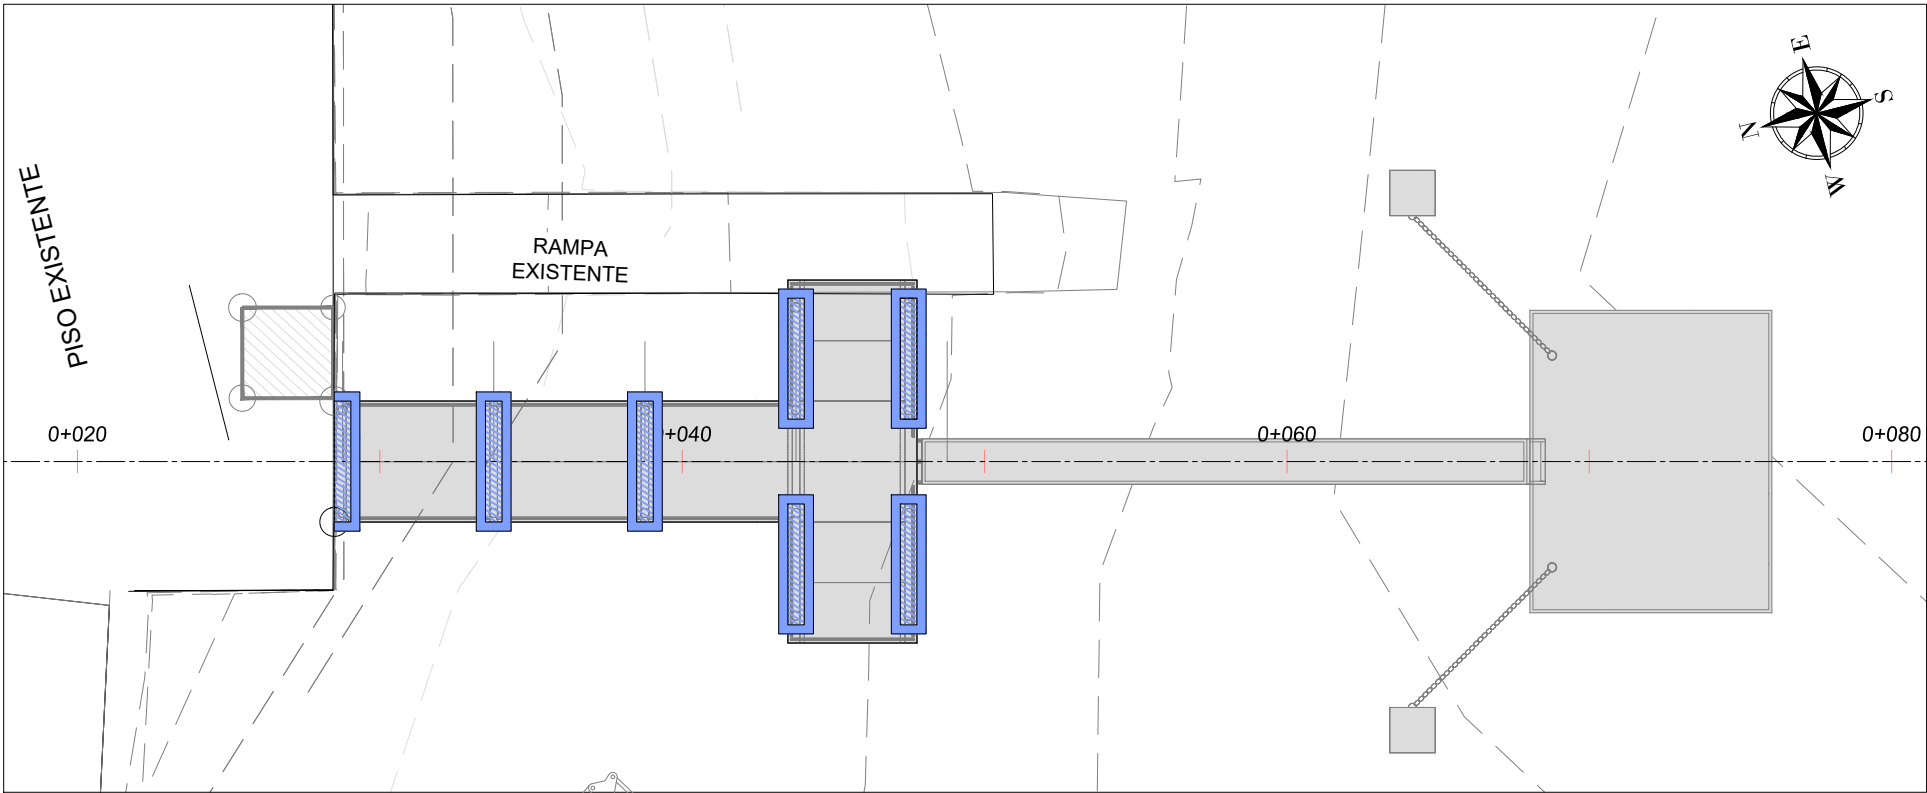 E
S
N
W
PISO EXISTENTE
RAMPA
EXISTENTE
0+020
+040
0+060
0+080